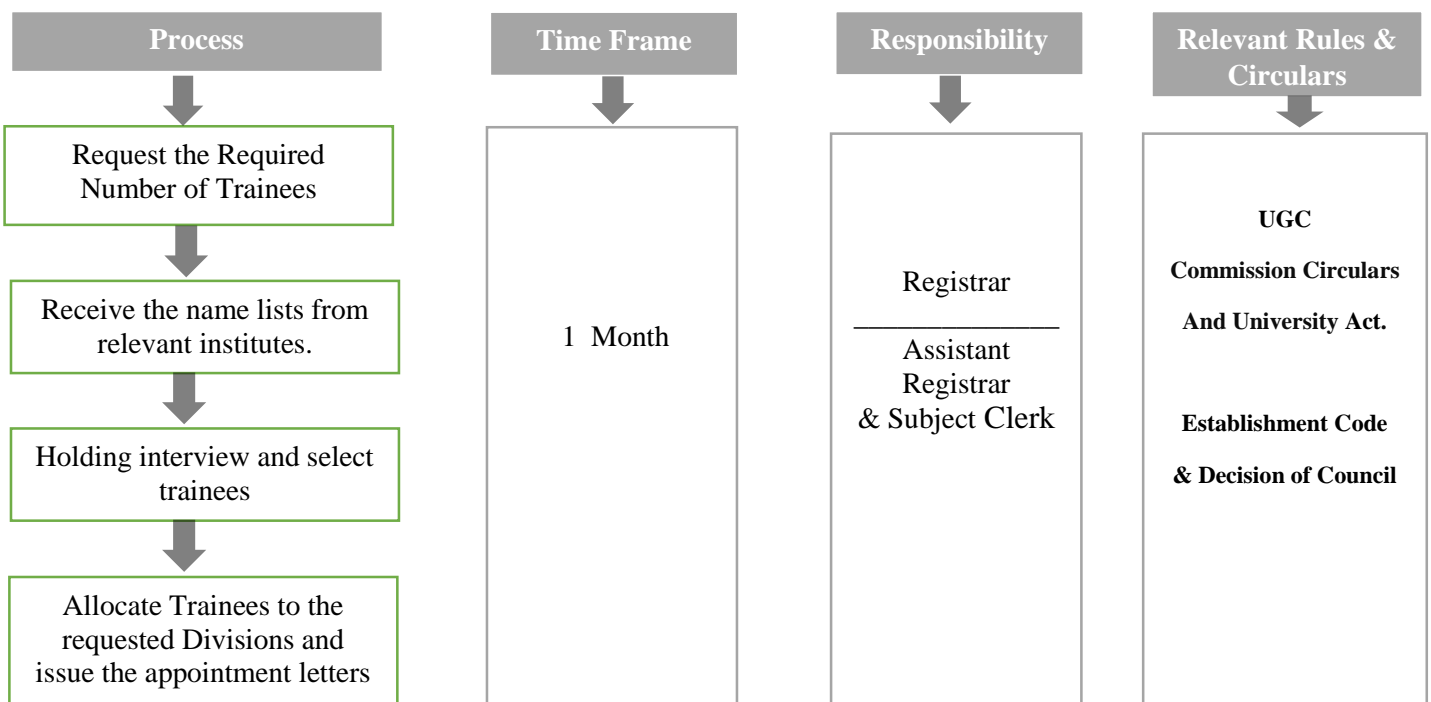 Process
Request the Required
Number of Trainees
Receive the name lists from
relevant institutes.
Holding interview and select
trainees
Allocate Trainees to the
requested Divisions and
issue the appointment letters
Time Frame
1 Month
Responsibility
Registrar
_______________
Assistant
Registrar
& Subject Clerk
Relevant Rules &
Circulars
UGC
Commission Circulars
And University Act.
Establishment Code
& Decision of Council